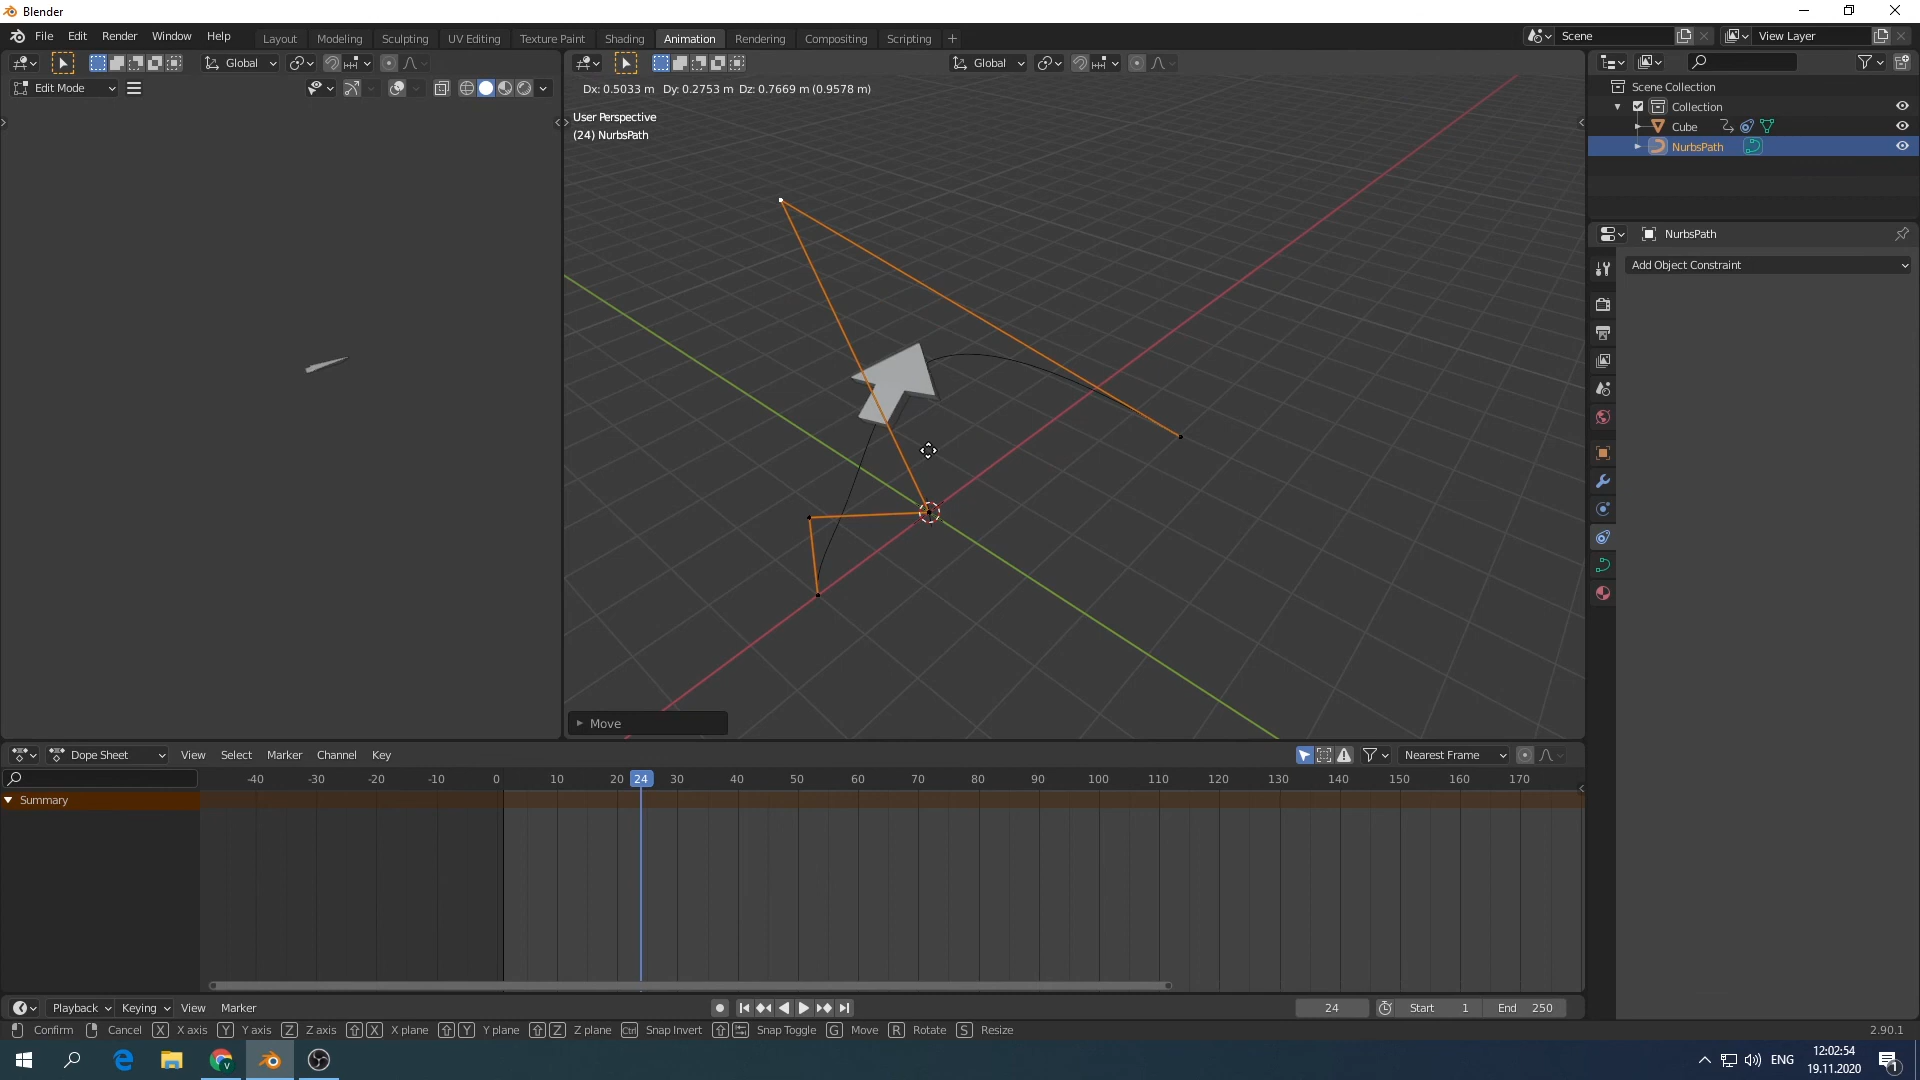 Blender
File Edit Render Window Help Layout Modeling Sculpting UV Editing Texture Paint Shading Animation Rendering Compositing Scripting Scene View Layer
Global Global
Edit Mode
Dx: 0.5033 m Dy: 0.2753 m Dz: 0.7669 m (0.9578 m)
User Perspective
(24) NurbsPath
Scene Collection
Collection
Cube
NurbsPath
NurbsPath
Add Object Constraint
Move
Dope Sheet View Select Marker Channel Key Nearest Frame
-40 -30 -20 -10 0 10 20 24 30 40 50 60 70 80 90 100 110 120 130 140 150 160 170
Summary
Playback Keying View Marker 24 Start 1 End 250
Confirm Cancel X X axis Y Y axis Z Z axis X X plane Y Y plane Z Z plane Ctrl Snap Invert Snap Toggle G Move R Rotate S Resize 2.90.1
ENG 12:02:54
19.11.2020
1